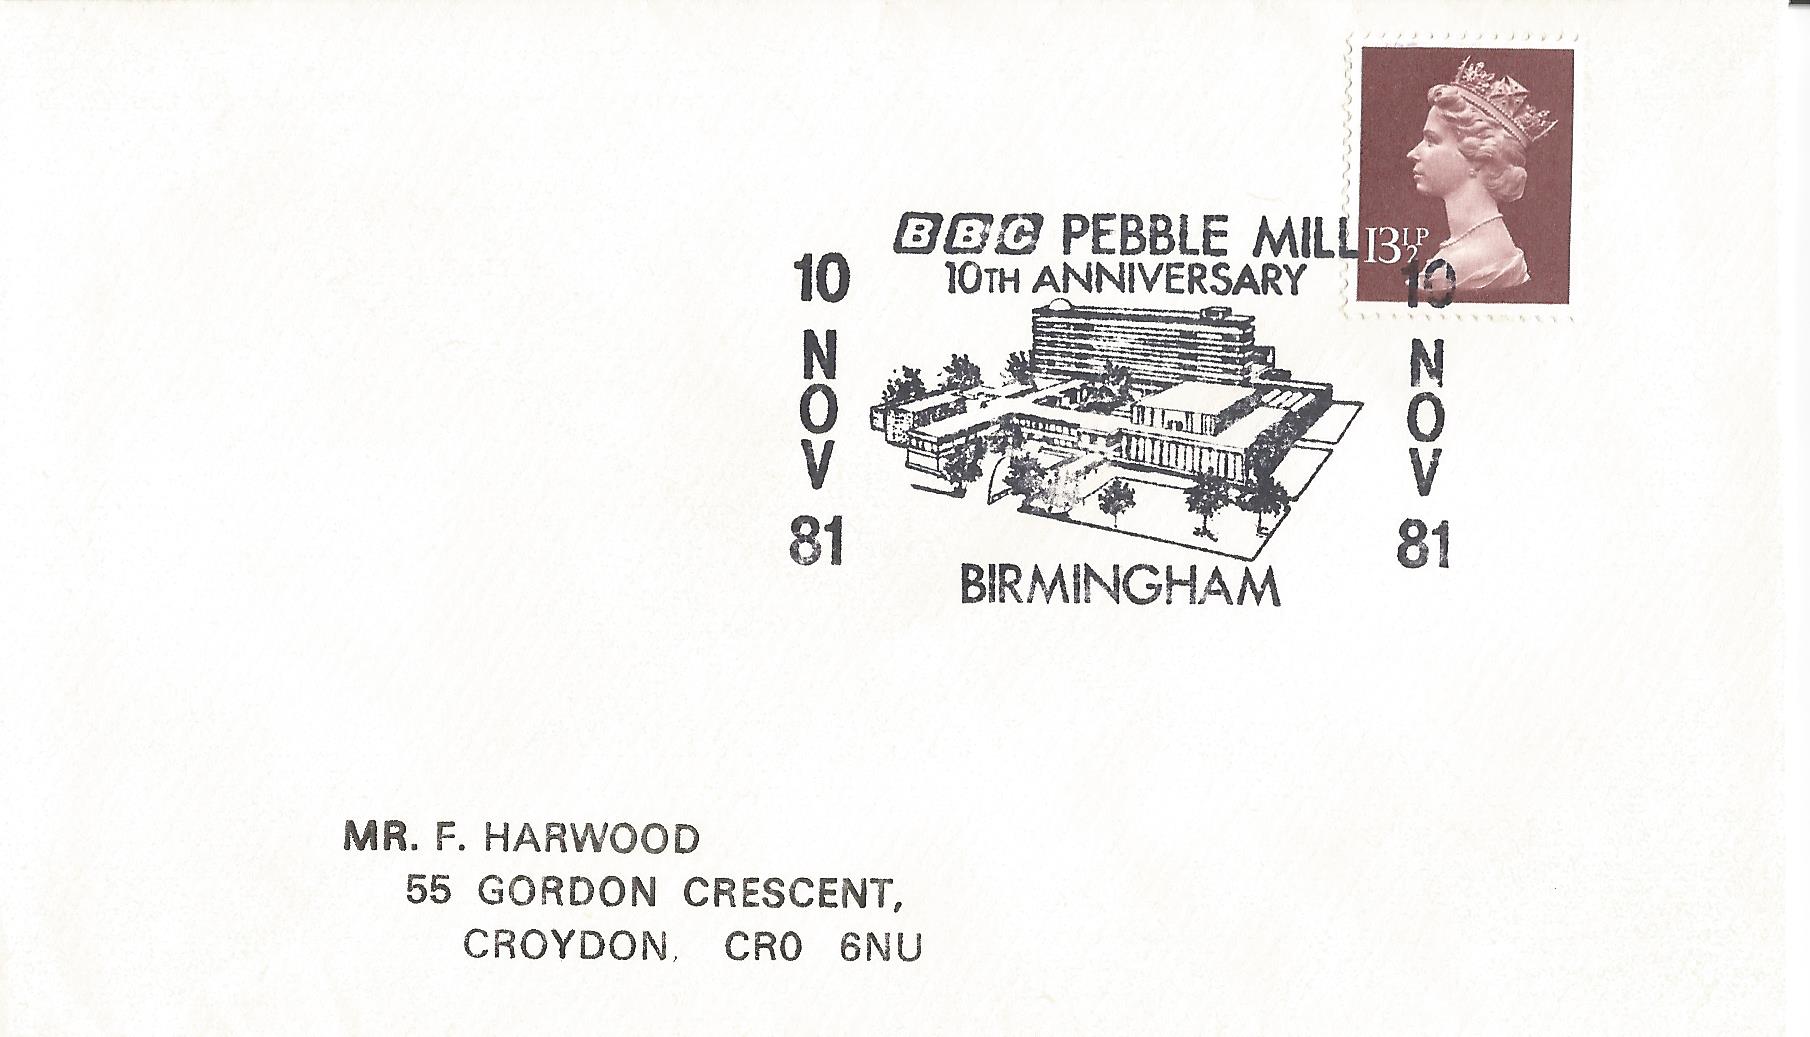 BBC PEBBLE MILL
10TH ANNIVERSARY
13½P
10 NOV 81
10 NOV 81
BIRMINGHAM
MR. F. HARWOOD
55 GORDON CRESCENT,
CROYDON, CR0 6NU